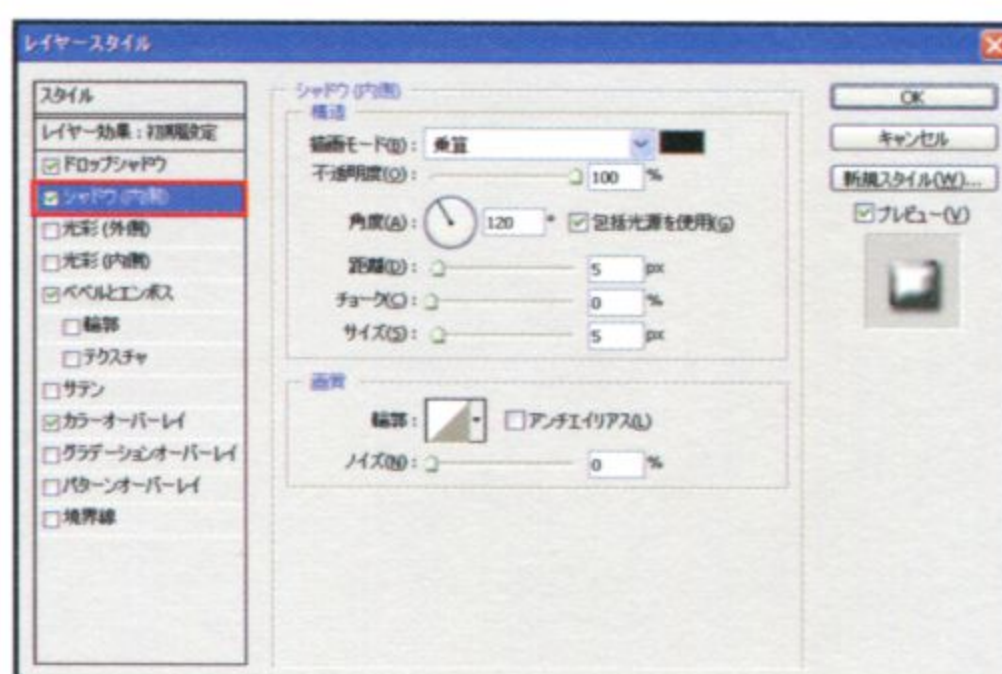 レイヤースタイル
スタイル
レイヤー効果:初期設定
ドロップシャドウ
シャドウ(内側)
光彩(外側)
光彩(内側)
ベベルとエンボス
輪郭
テクスチャ
サテン
カラーオーバーレイ
グラデーションオーバーレイ
パターンオーバーレイ
境界線
シャドウ(内側)
構造
描画モード(B): 乗算
不透明度(O): 100 %
角度(A): 120 ° 包括光源を使用(G)
距離(D): 5 px
チョーク(C): 0 %
サイズ(S): 5 px
画質
輪郭: アンチエイリアス(L)
ノイズ(N): 0 %
OK
キャンセル
新規スタイル(W)...
プレビュー(V)